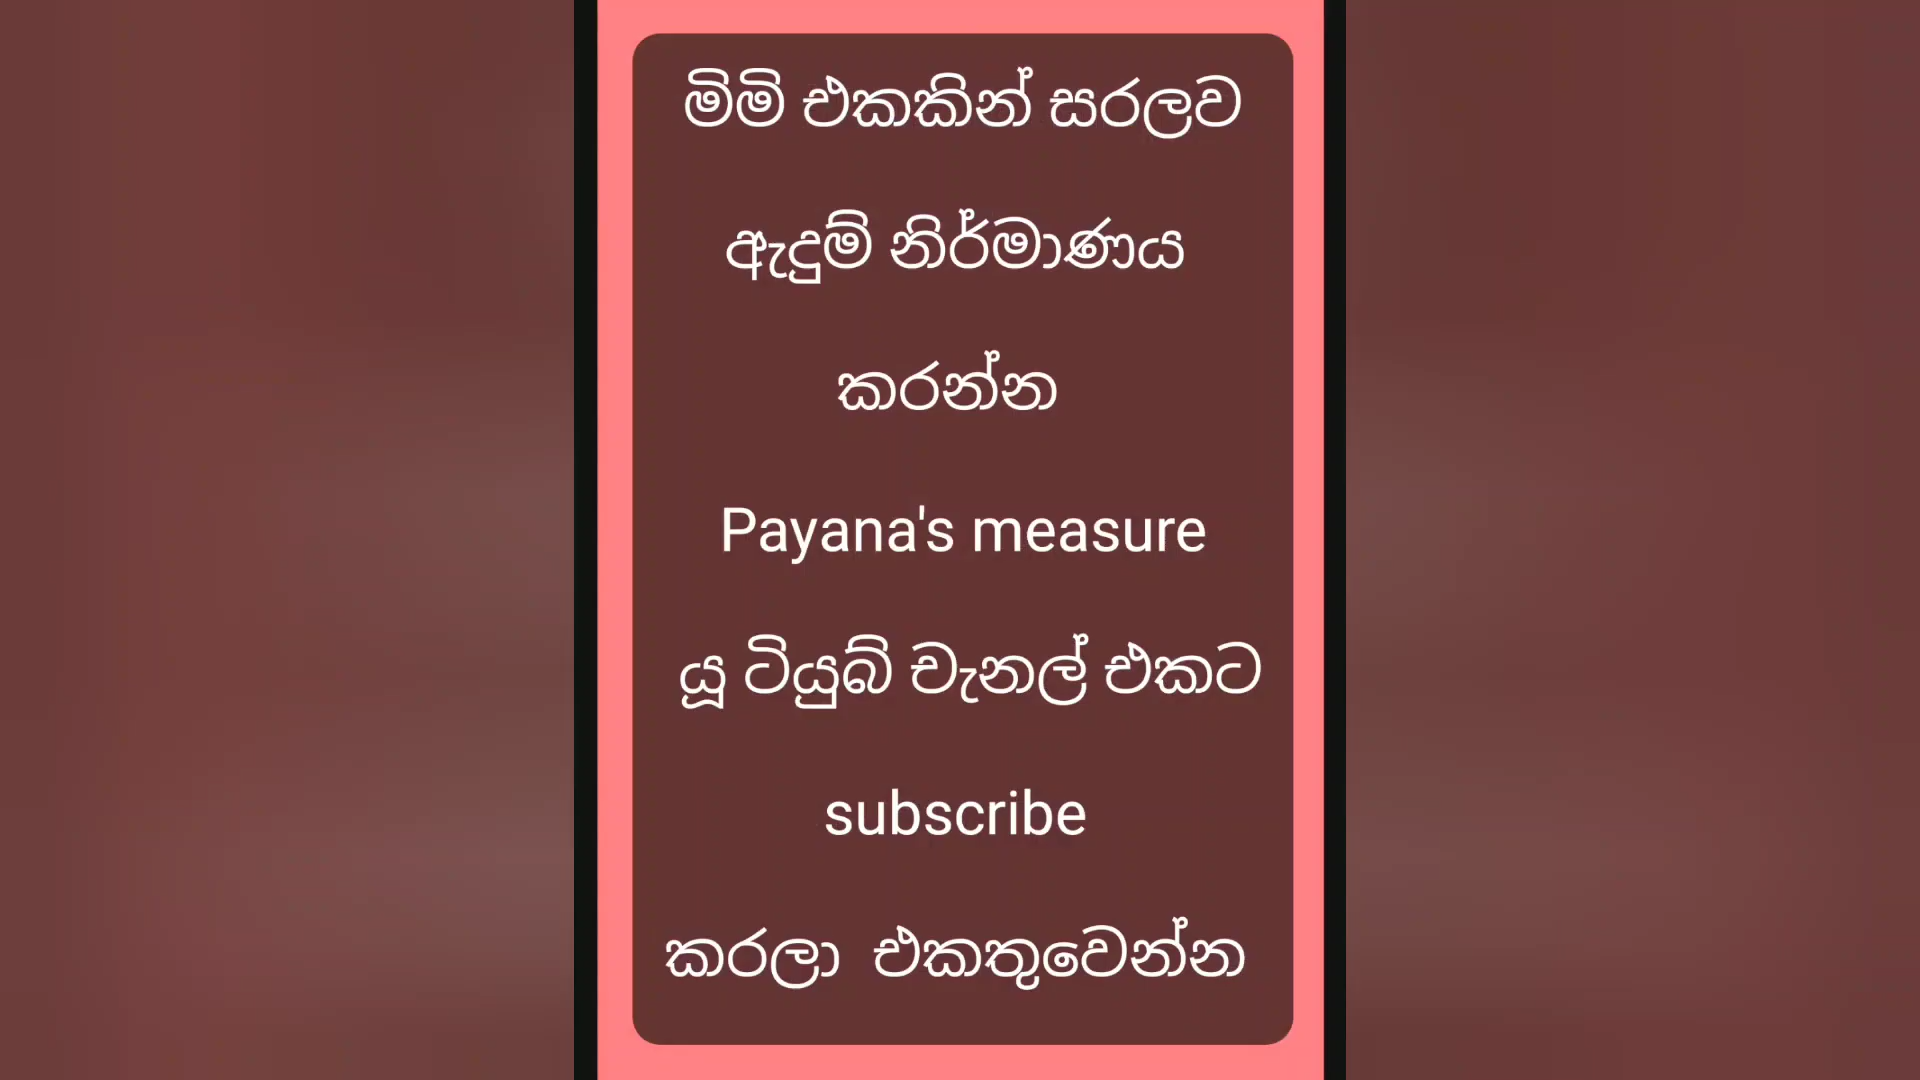 මිමි එකකින් සරලව
ඇදුම් නිර්මාණය
කරන්න
Payana's measure
යූ ටියුබ් චැනල් එකට
subscribe
කරලා එකතුවෙන්න